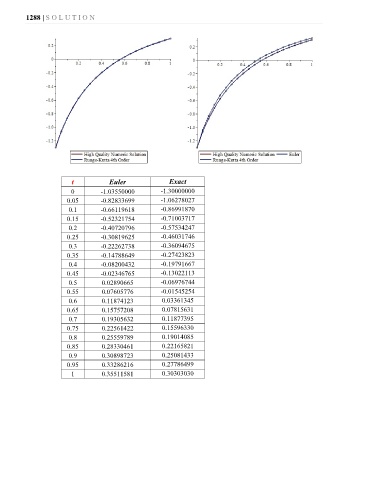 1288 | S O L U T I O N
0.2
0
0.2 0.4 0.6 0.8 1
-0.2
-0.4
-0.6
-0.8
-1.0
-1.2
High Quality Numeric Solution
Runge-Kutta 4th Order
0.2
0
0.2 0.4 0.6 0.8 1
-0.2
-0.4
-0.6
-0.8
-1.0
-1.2
High Quality Numeric Solution Euler
Runge-Kutta 4th Order
t Euler Exact
0 -1.03550000 -1.30000000
0.05 -0.82833699 -1.06278027
0.1 -0.66119618 -0.86991870
0.15 -0.52321754 -0.71003717
0.2 -0.40720796 -0.57534247
0.25 -0.30819625 -0.46031746
0.3 -0.22262738 -0.36094675
0.35 -0.14788649 -0.27423823
0.4 -0.08200432 -0.19791667
0.45 -0.02346765 -0.13022113
0.5 0.02890665 -0.06976744
0.55 0.07605776 -0.01545254
0.6 0.11874123 0.03361345
0.65 0.15757208 0.07815631
0.7 0.19305632 0.11877395
0.75 0.22561422 0.15596330
0.8 0.25559789 0.19014085
0.85 0.28330461 0.22165821
0.9 0.30898723 0.25081433
0.95 0.33286216 0.27786499
1 0.35511581 0.30303030